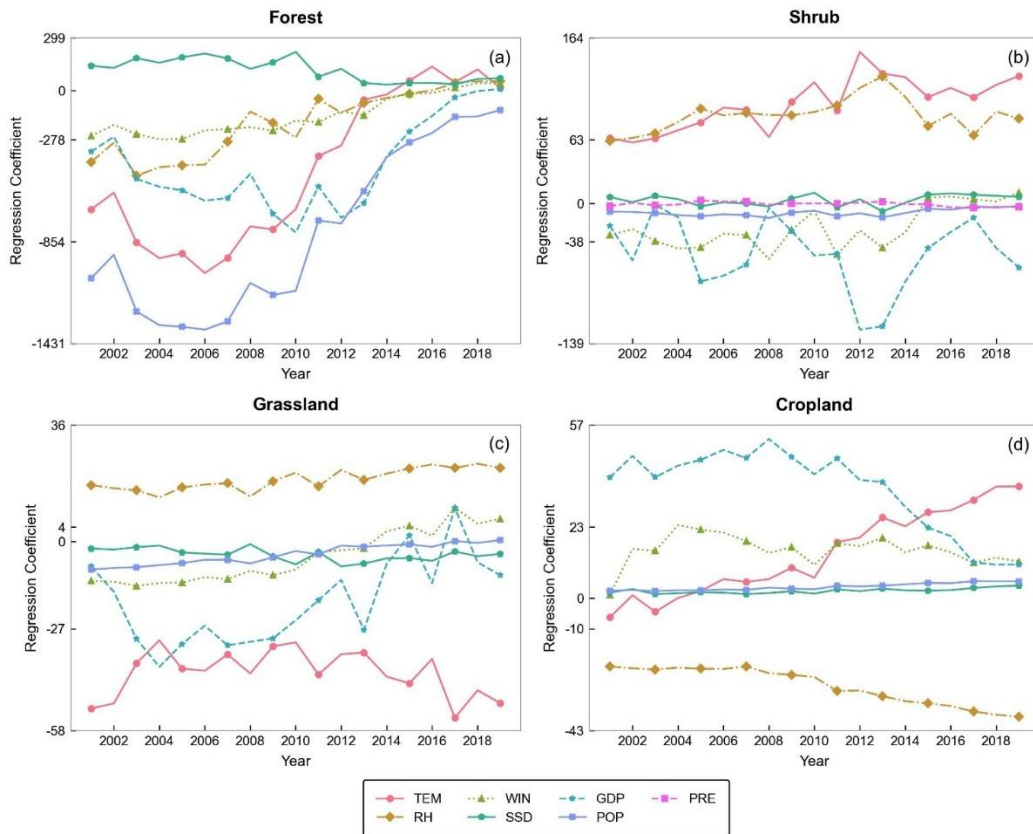 Forest
299
0
-278
-854
-1431
Regression Coefficient
(a)
2002 2004 2006 2008 2010 2012 2014 2016 2018
Year
Shrub
164
63
0
-38
-139
Regression Coefficient
(b)
2002 2004 2006 2008 2010 2012 2014 2016 2018
Year
Grassland
36
4
0
-27
-58
Regression Coefficient
(c)
2002 2004 2006 2008 2010 2012 2014 2016 2018
Year
Cropland
57
23
0
-10
-43
Regression Coefficient
(d)
2002 2004 2006 2008 2010 2012 2014 2016 2018
Year
TEM WIN GDP PRE
RH SSD POP